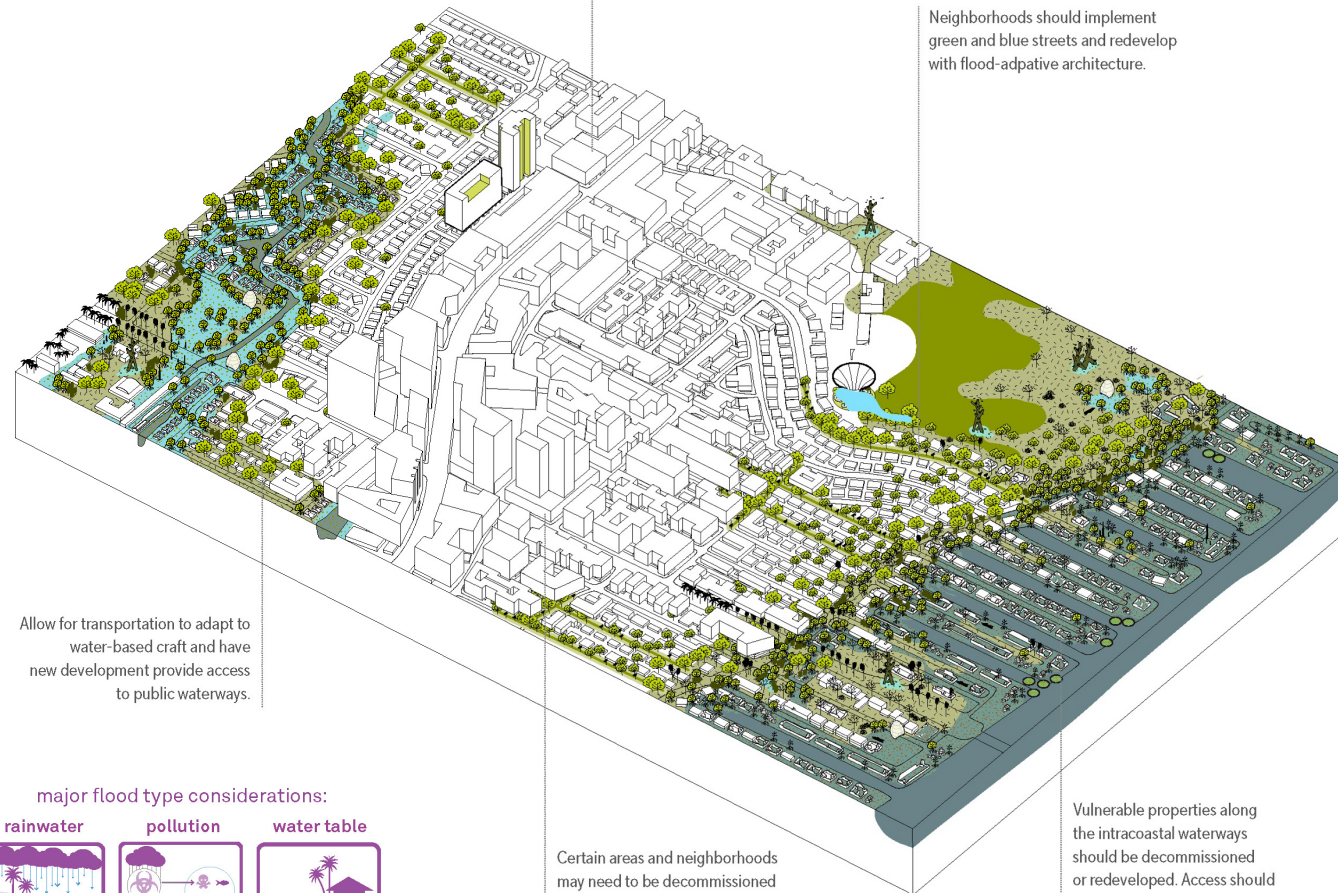 Neighborhoods should implement
green and blue streets and redevelop
with flood-adpative architecture.
Allow for transportation to adapt to
water-based craft and have
new development provide access
to public waterways.
major flood type considerations:
rainwater
pollution
water table
Certain areas and neighborhoods
may need to be decommissioned
Vulnerable properties along
the intracoastal waterways
should be decommissioned
or redeveloped. Access should